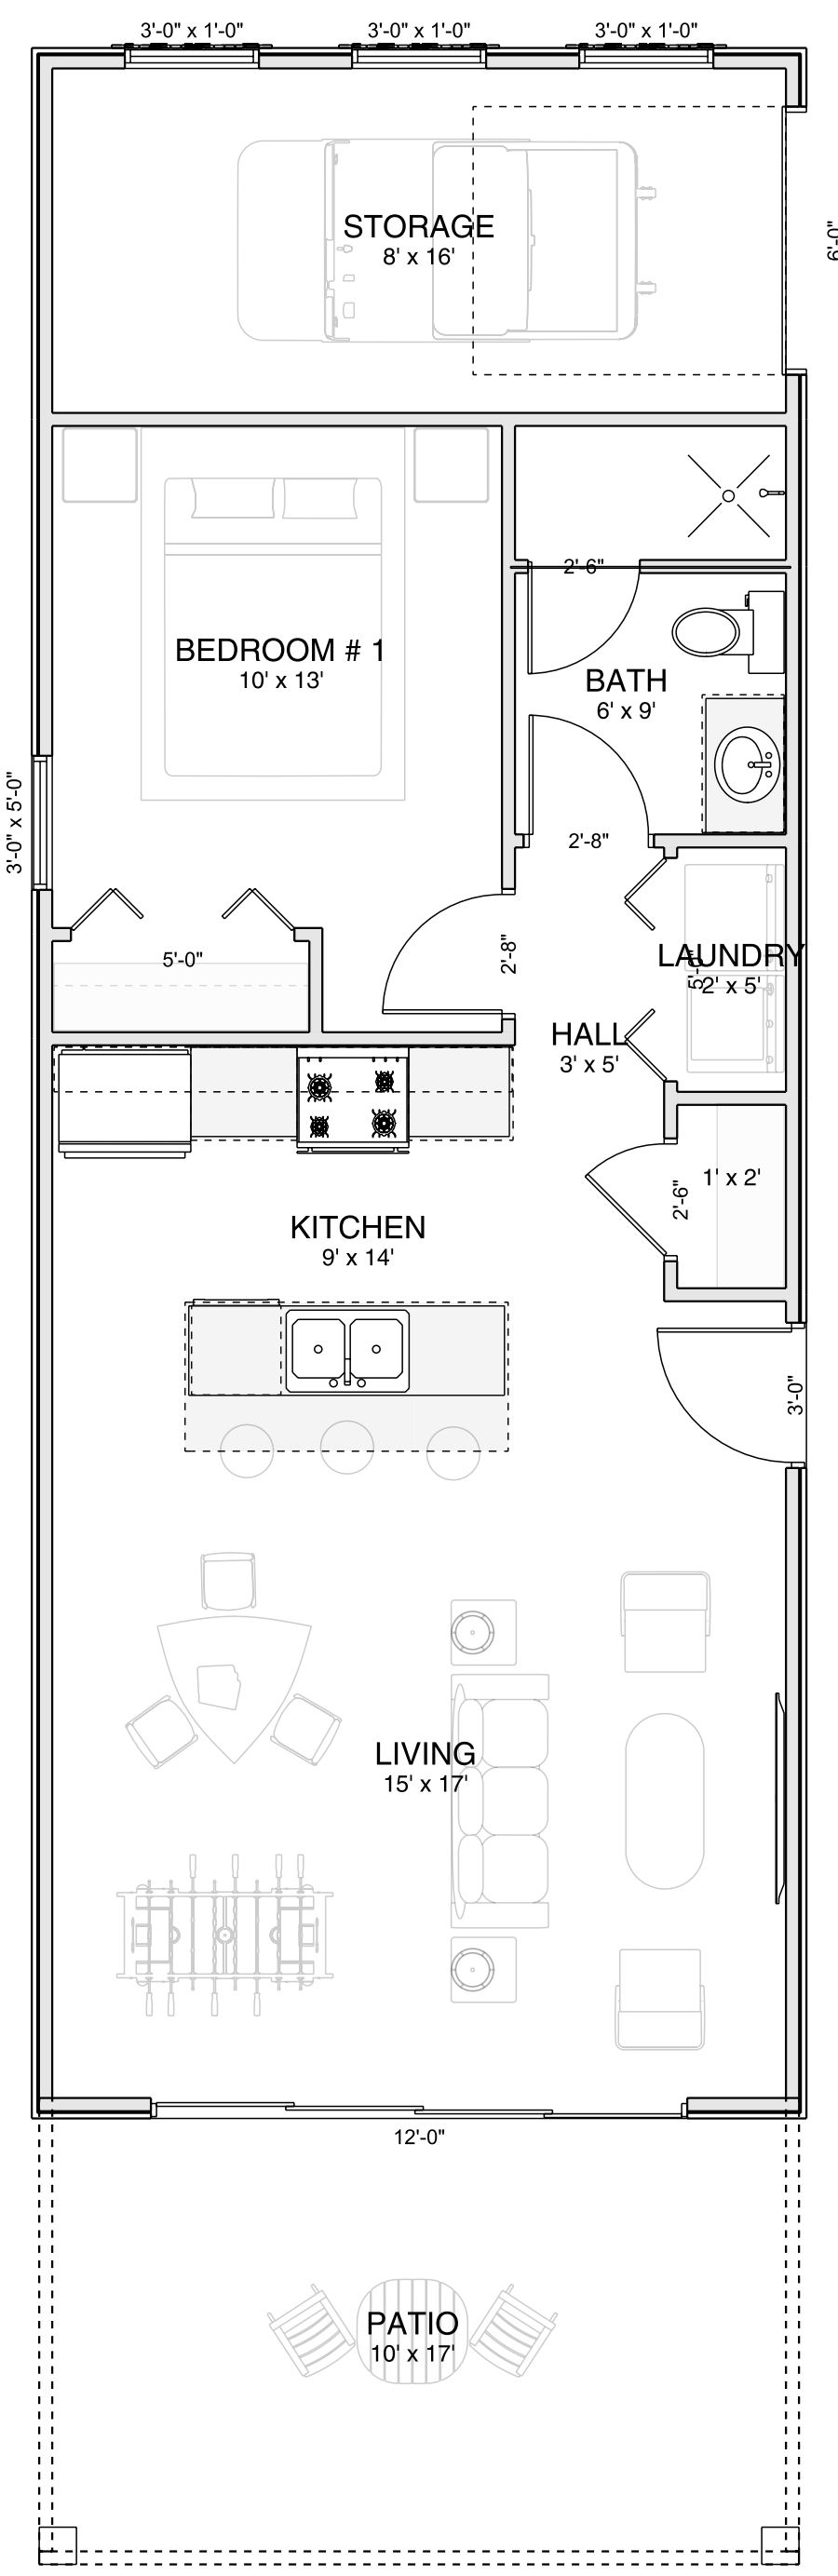 3'-0" x 1'-0"
3'-0" x 1'-0"
3'-0" x 1'-0"
STORAGE
8' x 16'
6'-0"
2'-6"
BEDROOM # 1
10' x 13'
BATH
6' x 9'
3'-0" x 5'-0"
2'-8"
5'-0"
2'-8"
LAUNDRY
5'-0"
2' x 5'
HALL
3' x 5'
1' x 2'
2'-6"
KITCHEN
9' x 14'
3'-0"
LIVING
15' x 17'
12'-0"
PATIO
10' x 17'